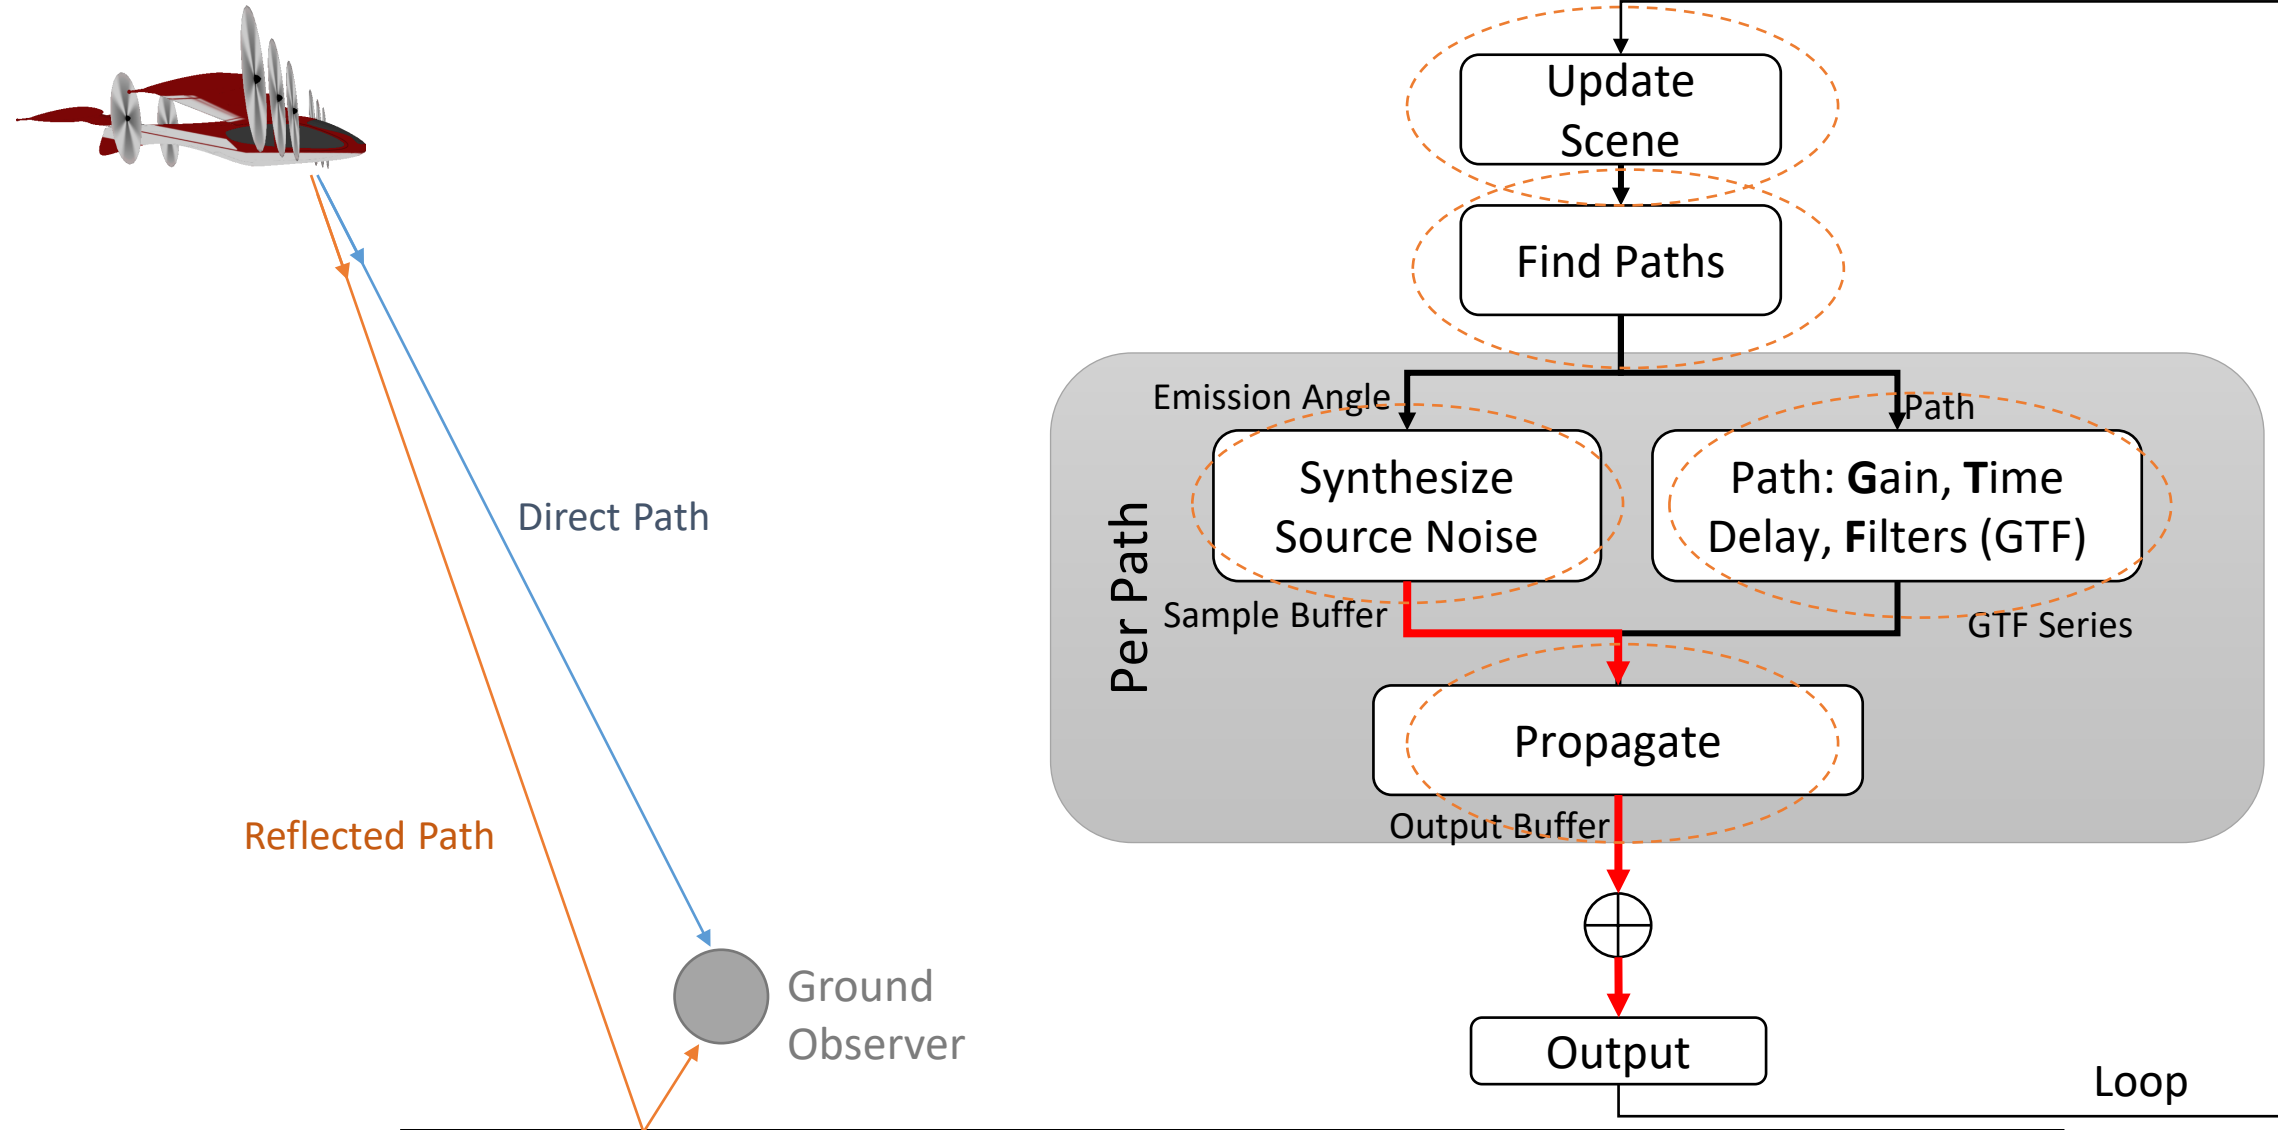 Direct Path
Reflected Path
Ground
Observer
Update
Scene
Find Paths
Emission Angle
Path
Synthesize
Source Noise
Path: Gain, Time
Delay, Filters (GTF)
Per Path
Sample Buffer
GTF Series
Propagate
Output Buffer
Output
Loop